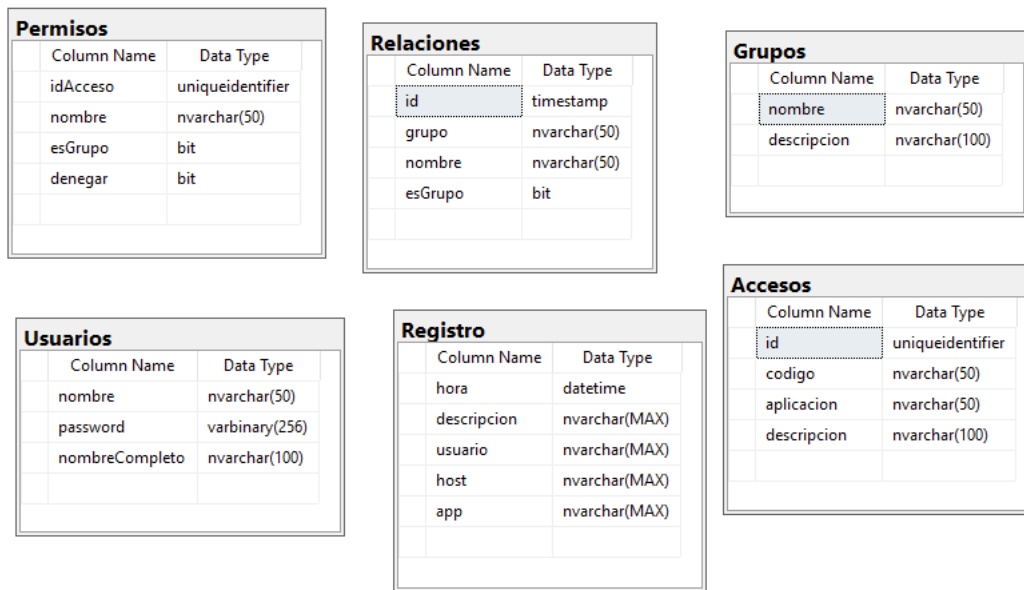 Permisos
Column Name Data Type
idAcceso uniqueidentifier
nombre nvarchar(50)
esGrupo bit
denegar bit
Relaciones
Column Name Data Type
id timestamp
grupo nvarchar(50)
nombre nvarchar(50)
esGrupo bit
Grupos
Column Name Data Type
nombre nvarchar(50)
descripcion nvarchar(100)
Usuarios
Column Name Data Type
nombre nvarchar(50)
password varbinary(256)
nombreCompleto nvarchar(100)
Registro
Column Name Data Type
hora datetime
descripcion nvarchar(MAX)
usuario nvarchar(MAX)
host nvarchar(MAX)
app nvarchar(MAX)
Accesos
Column Name Data Type
id uniqueidentifier
codigo nvarchar(50)
aplicacion nvarchar(50)
descripcion nvarchar(100)